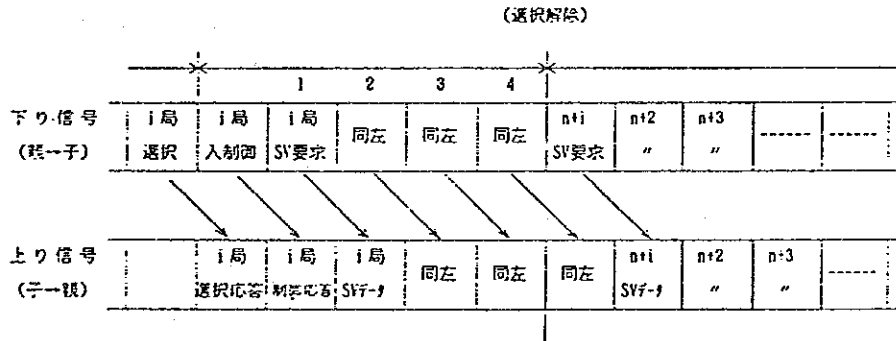 (選択解除)
1 2 3 4
下り信号 i局 i局 i局 同左 同左 同左 n+i n+2 n+3
(親→子) 選択 入制御 SV要求 SV要求 〃 〃
上り信号 i局 i局 i局 同左 同左 同左 n+i n+2 n+3
(子→親) 選択応答 制御応答 SVデータ SVデータ 〃 〃